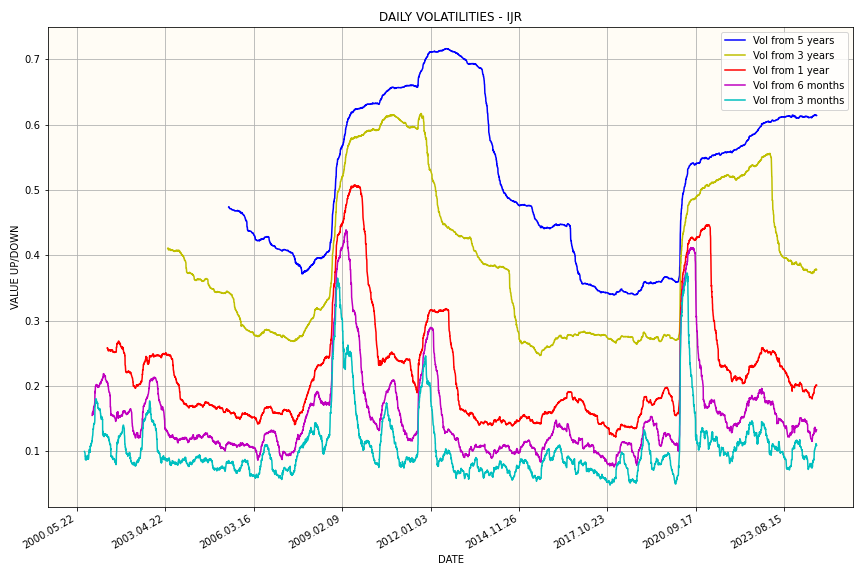 DAILY VOLATILITIES - IJR
Vol from 5 years
Vol from 3 years
Vol from 1 year
Vol from 6 months
Vol from 3 months
VALUE UP/DOWN
0.7
0.6
0.5
0.4
0.3
0.2
0.1
2000.05.22
2003.04.22
2006.03.16
2009.02.09
2012.01.03
2014.11.26
2017.10.23
2020.09.17
2023.08.15
DATE